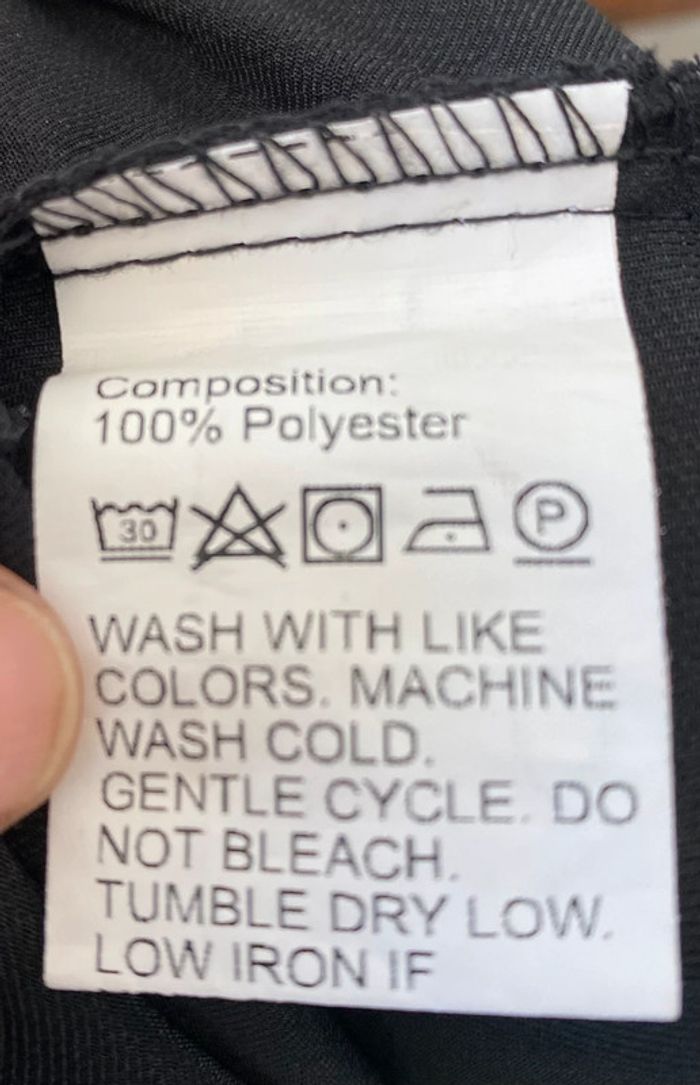 Composition:
100% Polyester
30 P
WASH WITH LIKE
COLORS. MACHINE
WASH COLD.
GENTLE CYCLE. DO
NOT BLEACH.
TUMBLE DRY LOW.
LOW IRON IF